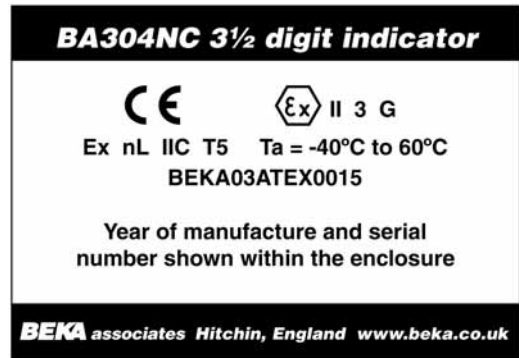 BA304NC 3½ digit indicator
CE Ex II 3 G
Ex nL IIC T5 Ta = -40ºC to 60ºC
BEKA03ATEX0015
Year of manufacture and serial
number shown within the enclosure
BEKA associates Hitchin, England www.beka.co.uk